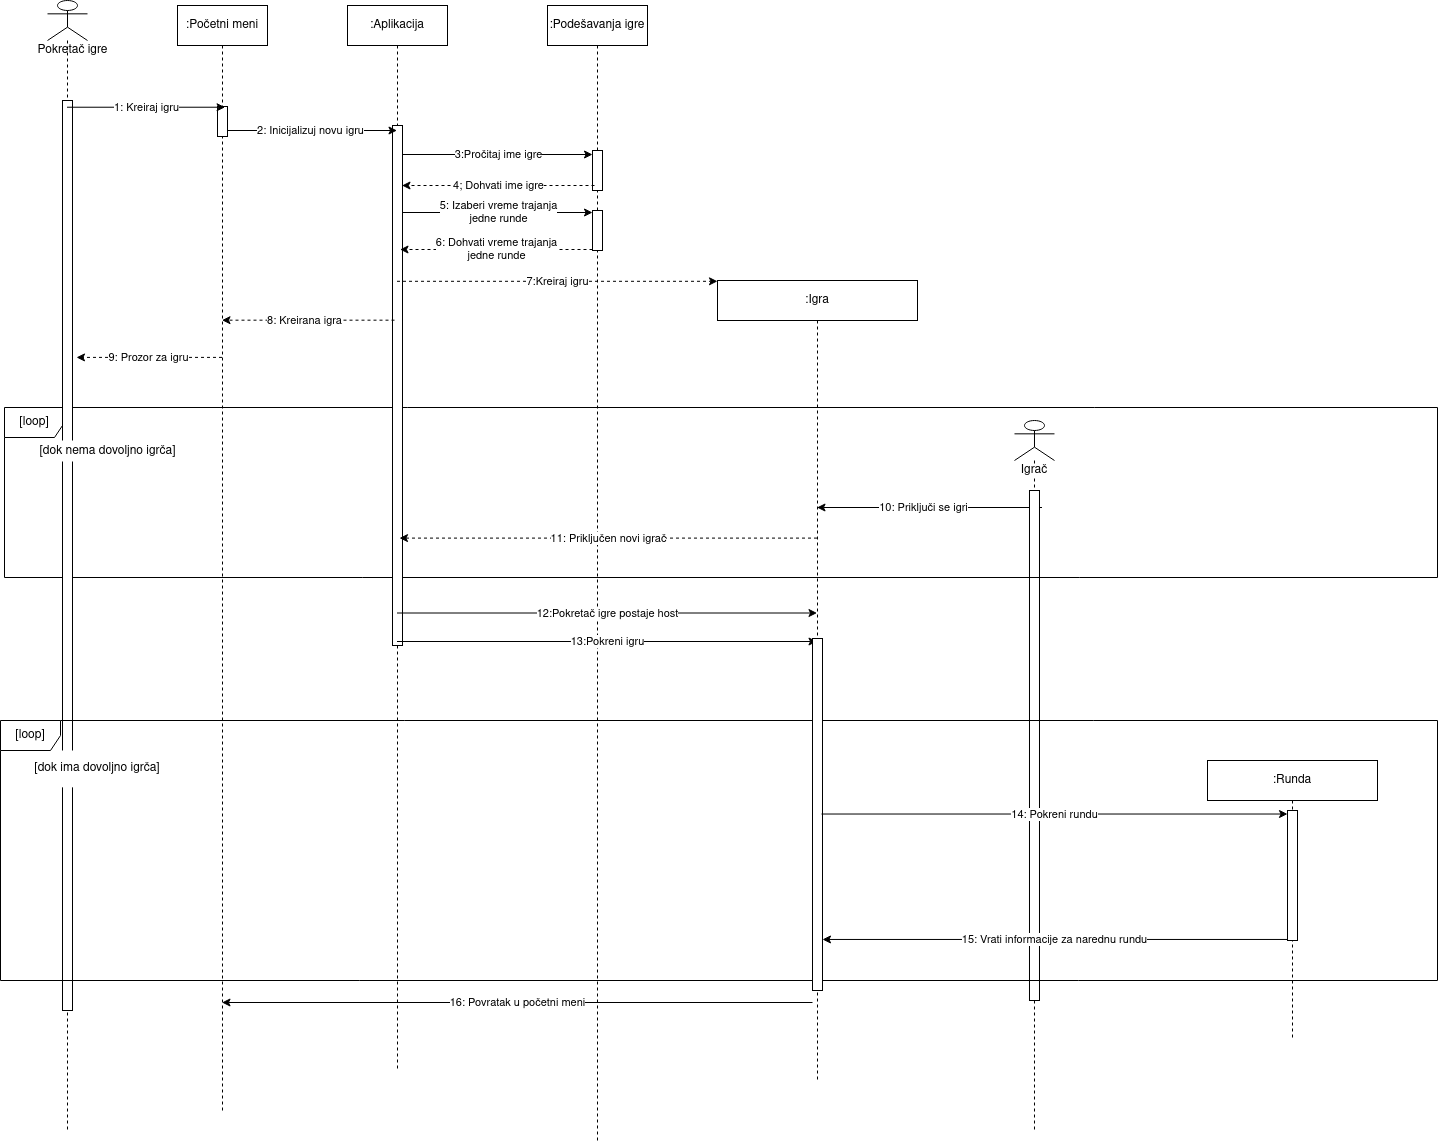 Pokretač igre
:Početni meni
:Aplikacija
:Podešavanja igre
1: Kreiraj igru
2: Inicijalizuj novu igru
3:Pročitaj ime igre
4; Dohvati ime igre
5: Izaberi vreme trajanja
jedne runde
6: Dohvati vreme trajanja
jedne runde
7:Kreiraj igru
:Igra
8: Kreirana igra
9: Prozor za igru
[loop]
[dok nema dovoljno igrča]
Igrač
10: Priključi se igri
11: Priključen novi igrač
12:Pokretač igre postaje host
13:Pokreni igru
[loop]
[dok ima dovoljno igrča]
:Runda
14: Pokreni rundu
15: Vrati informacije za narednu rundu
16: Povratak u početni meni